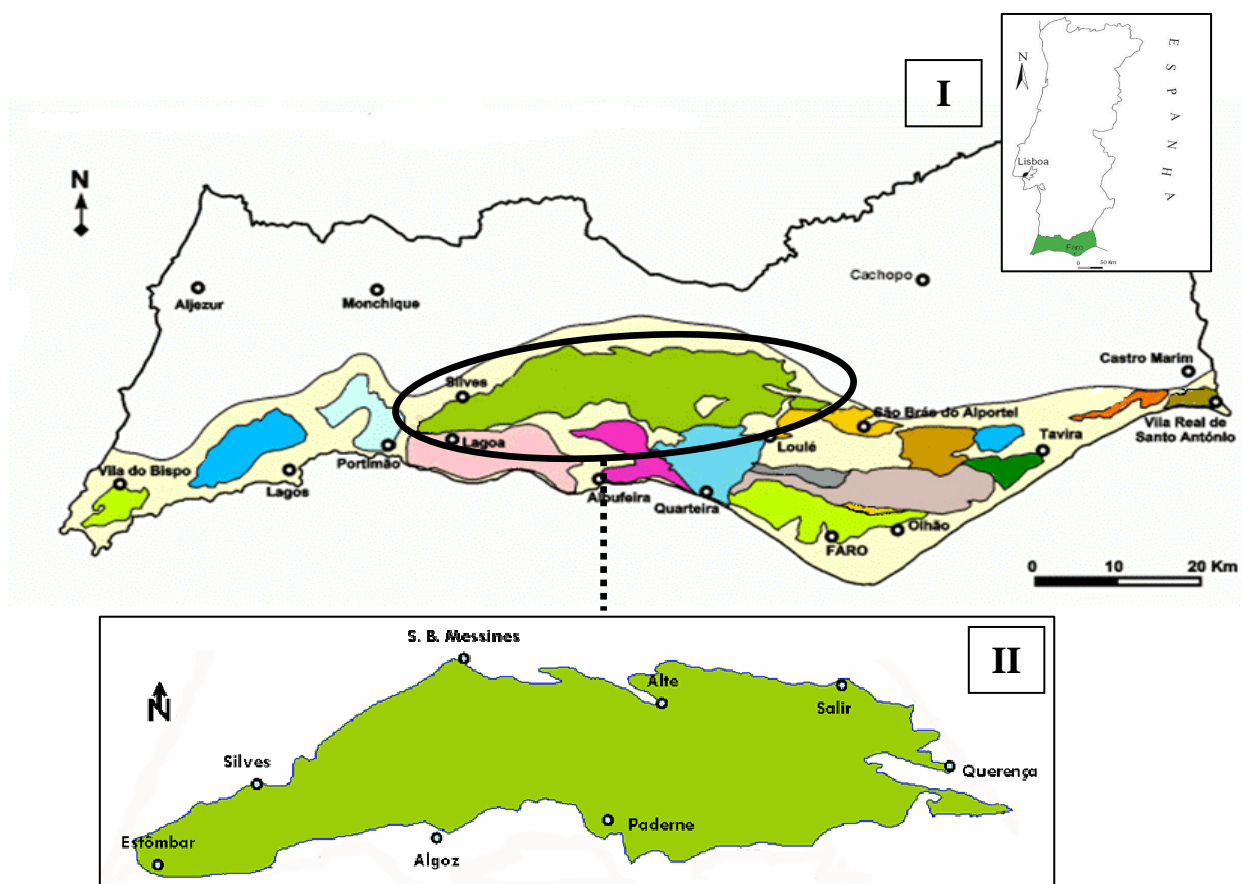 I
N
E S P A N H A
Lisboa
Faro
0 50 Km
N
Cachopo
Aljezur
Monchique
Castro Marim
Silves
São Brás do Alportel
Vila Real de
Santo António
Lagoa
Tavira
Loulé
Portimão
Vila do Bispo
Lagos
Albufeira
Quarteira
Olhão
FARO
0 10 20 Km
II
S. B. Messines
N
Alte
Salir
Silves
Querença
Estômbar
Paderne
Algoz